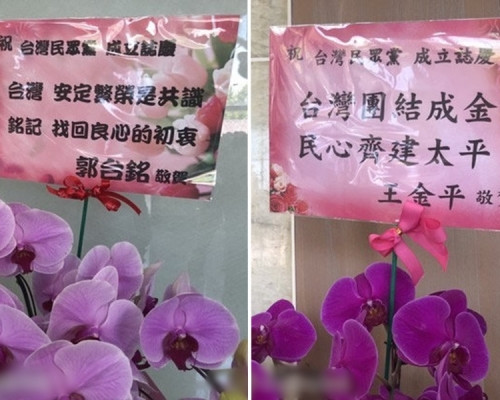 祝 台灣民眾黨 成立誌慶
台灣 安定繁榮是共識
銘記 找回良心的初衷
郭台銘 敬賀
祝 台灣民眾黨 成立誌慶
台灣團結成金
民心齊建太平
王金平 敬賀